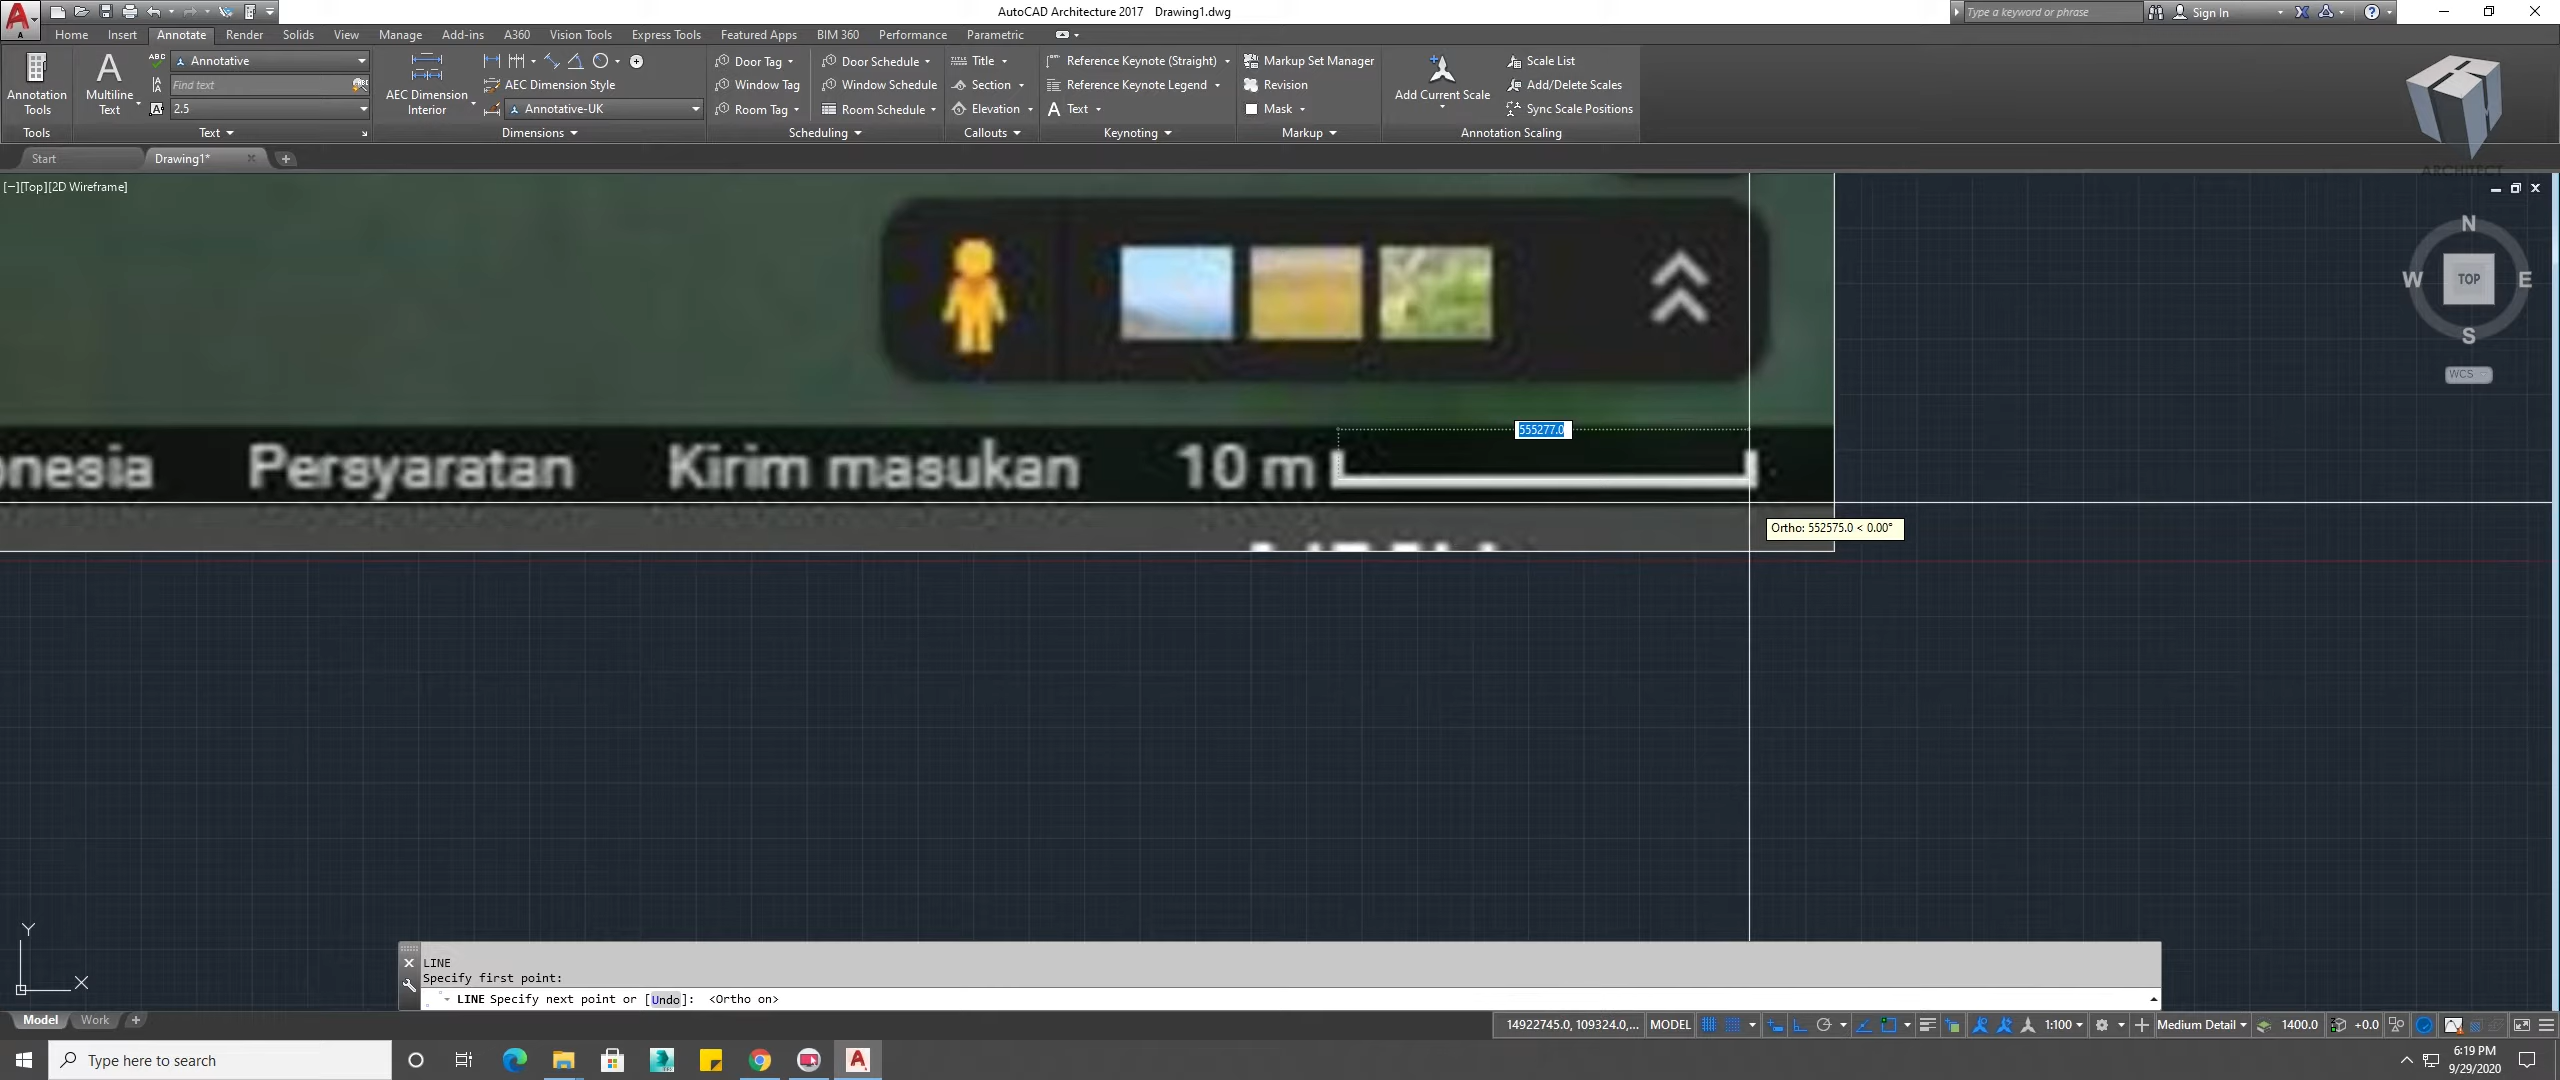 AutoCAD Architecture 2017 Drawing1.dwg
Type a keyword or phrase
Sign In
Home Insert Annotate Render Solids View Manage Add-ins A360 Vision Tools Express Tools Featured Apps BIM 360 Performance Parametric
Annotation Tools
Multiline Text
Annotative
Find text
2.5
AEC Dimension Interior
AEC Dimension Style
Annotative-UK
Door Tag
Window Tag
Room Tag
Door Schedule
Window Schedule
Room Schedule
Title
Section
Elevation
Reference Keynote (Straight)
Reference Keynote Legend
Text
Markup Set Manager
Revision
Mask
Add Current Scale
Scale List
Add/Delete Scales
Sync Scale Positions
Tools Text Dimensions Scheduling Callouts Keynoting Markup Annotation Scaling
ARCHITECT
Start Drawing1*
[−][Top][2D Wireframe]
N
W TOP E
S
WCS
555277.0
onesia Persyaratan Kirim masukan 10 m
Ortho: 552575.0 < 0.00°
Y
X
LINE
Specify first point:
LINE Specify next point or [Undo]: <Ortho on>
Model Work
14922745.0, 109324.0,... MODEL 1:100 Medium Detail 1400.0 +0.0
Type here to search
6:19 PM
9/29/2020